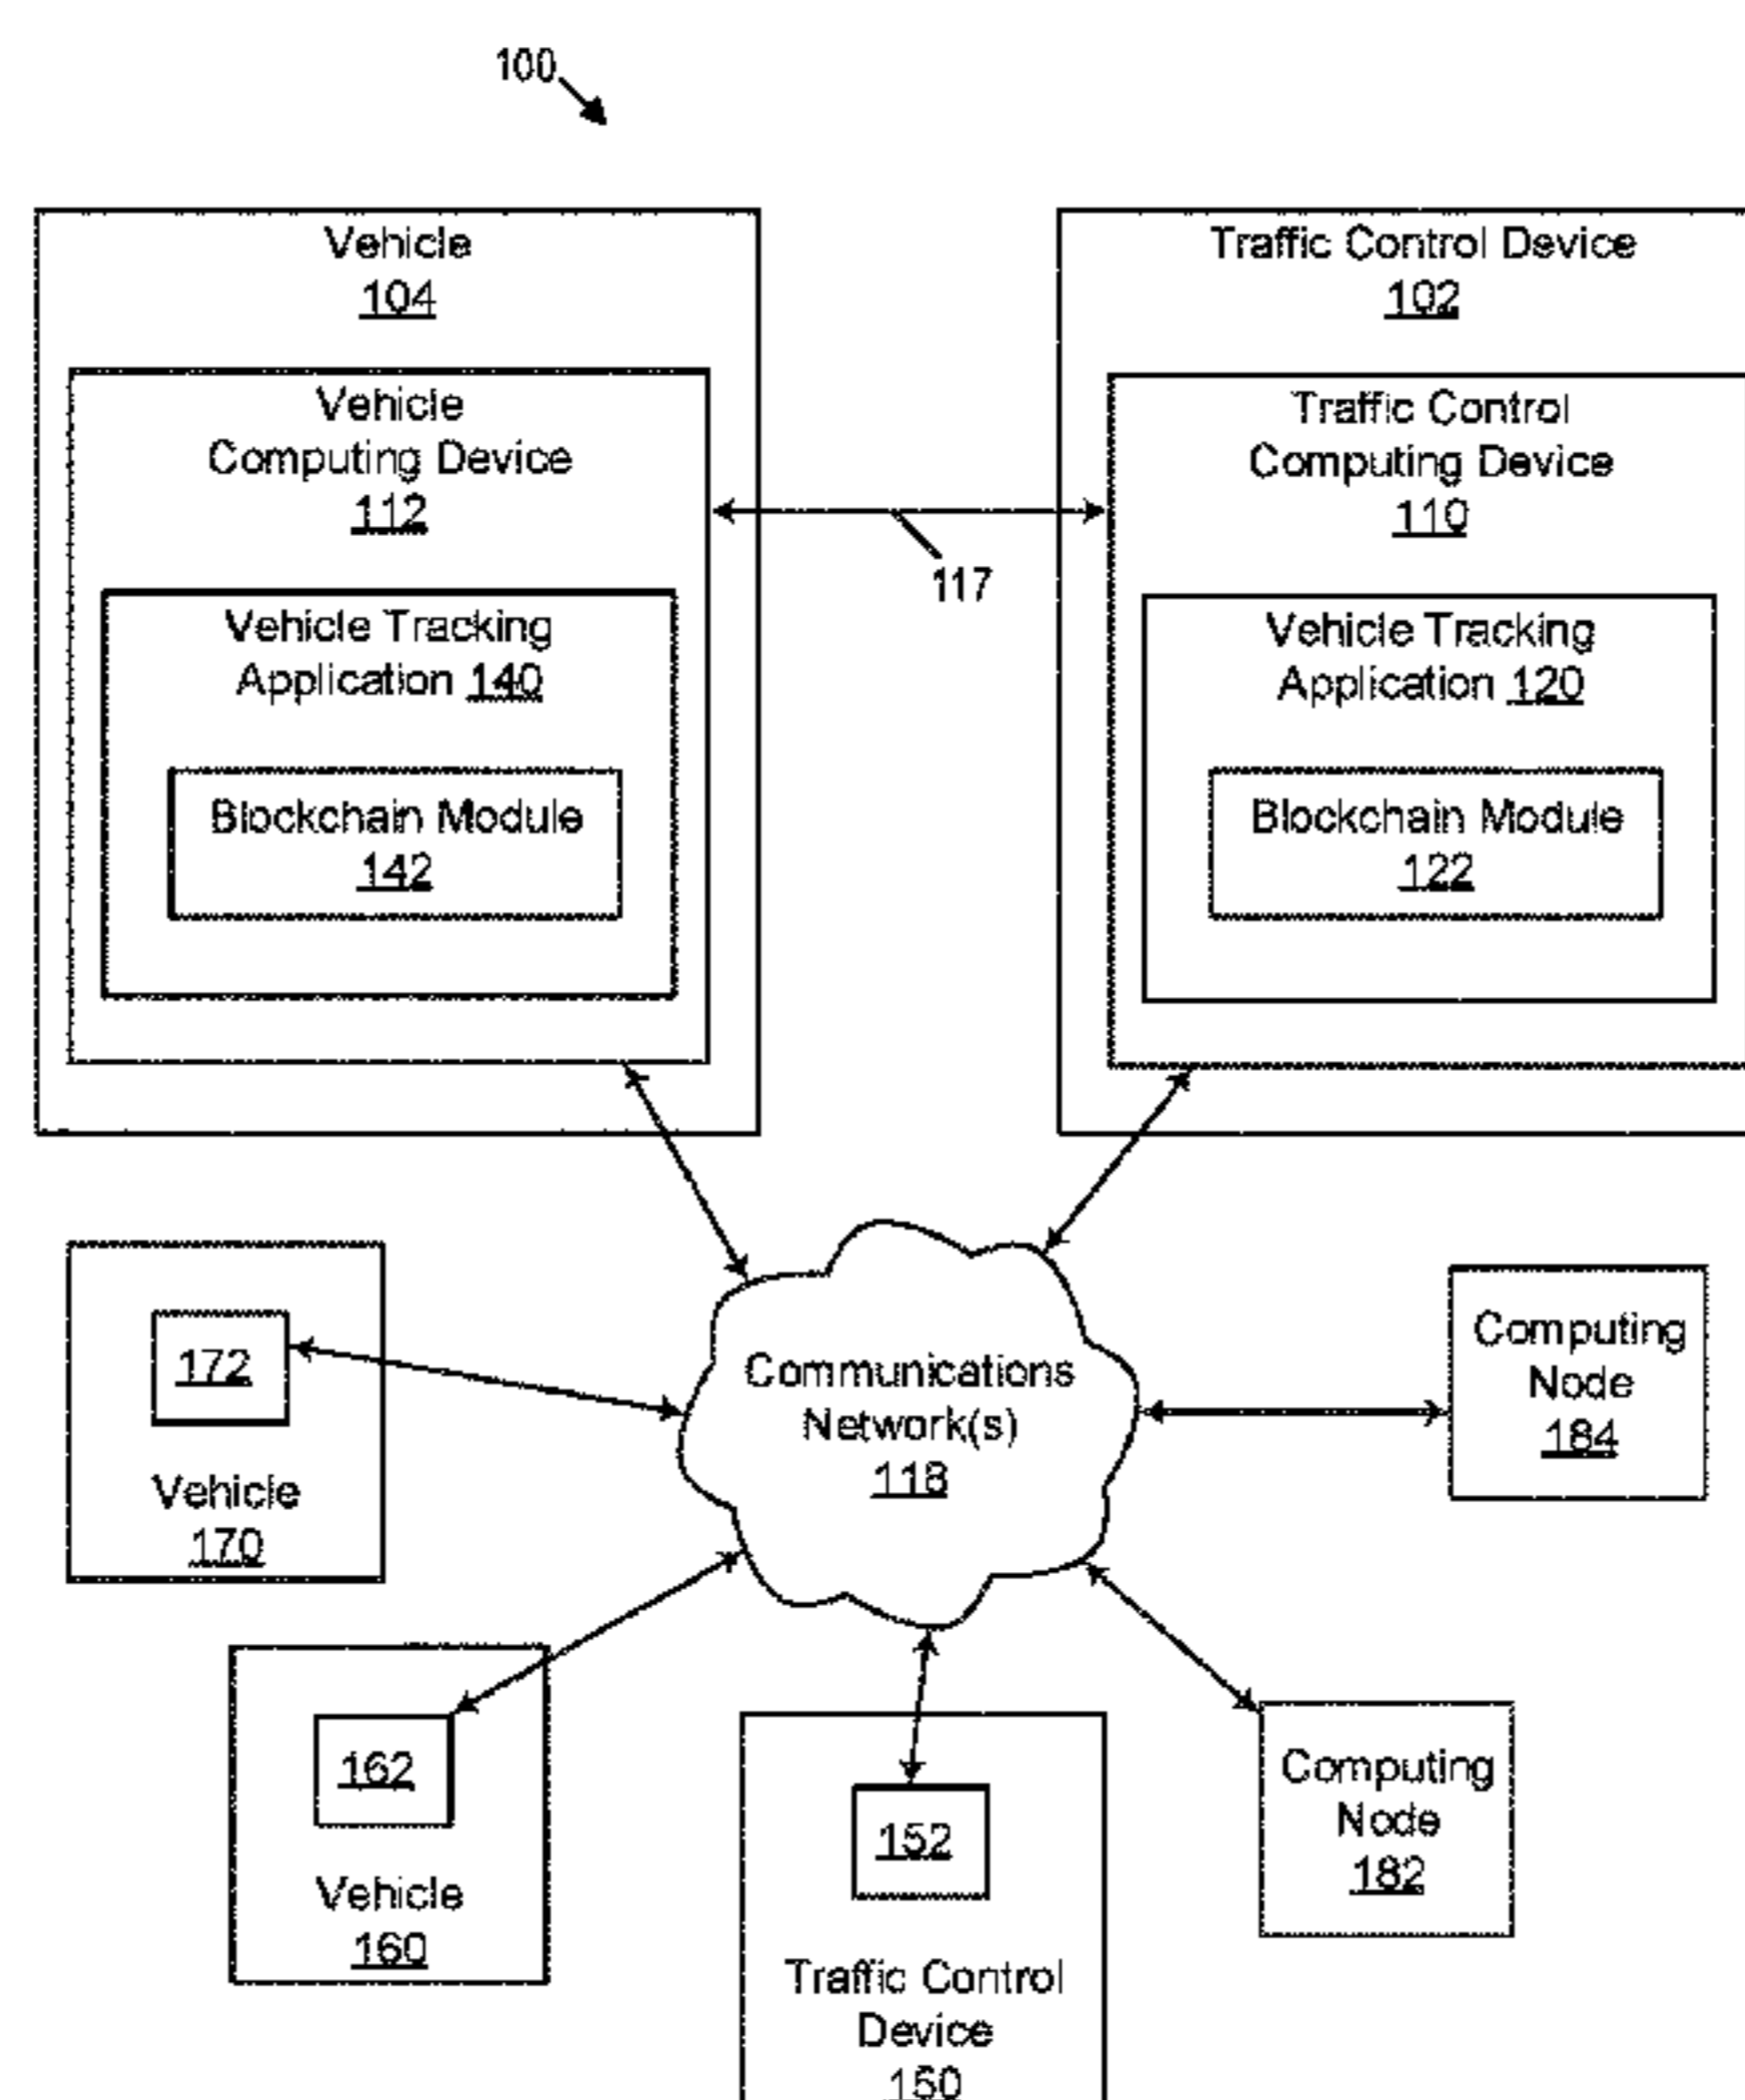 100
Vehicle
104
Vehicle
Computing Device
112
Vehicle Tracking
Application 140
Blockchain Module
142
117
Traffic Control Device
102
Traffic Control
Computing Device
110
Vehicle Tracking
Application 120
Blockchain Module
122
172
Vehicle
170
Communications
Network(s)
118
Computing
Node
184
162
Vehicle
160
152
Traffic Control
Device
150
Computing
Node
182